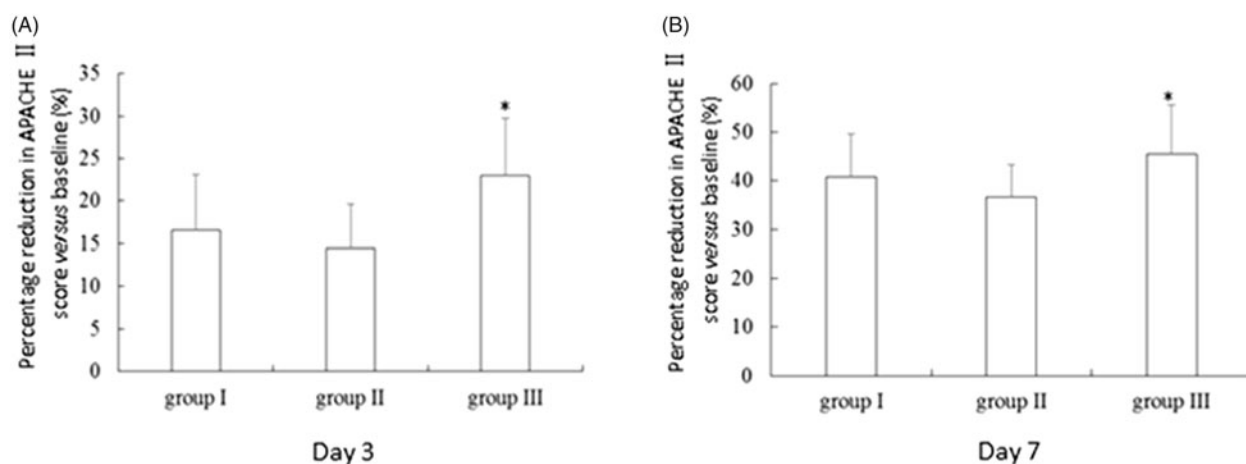 (A)
Percentage reduction in APACHE II
score versus baseline (%)
35
30
25
20
15
10
5
0
*
group I
group II
group III
Day 3
(B)
Percentage reduction in APACHE II
score versus baseline (%)
60
50
40
30
20
10
0
*
group I
group II
group III
Day 7